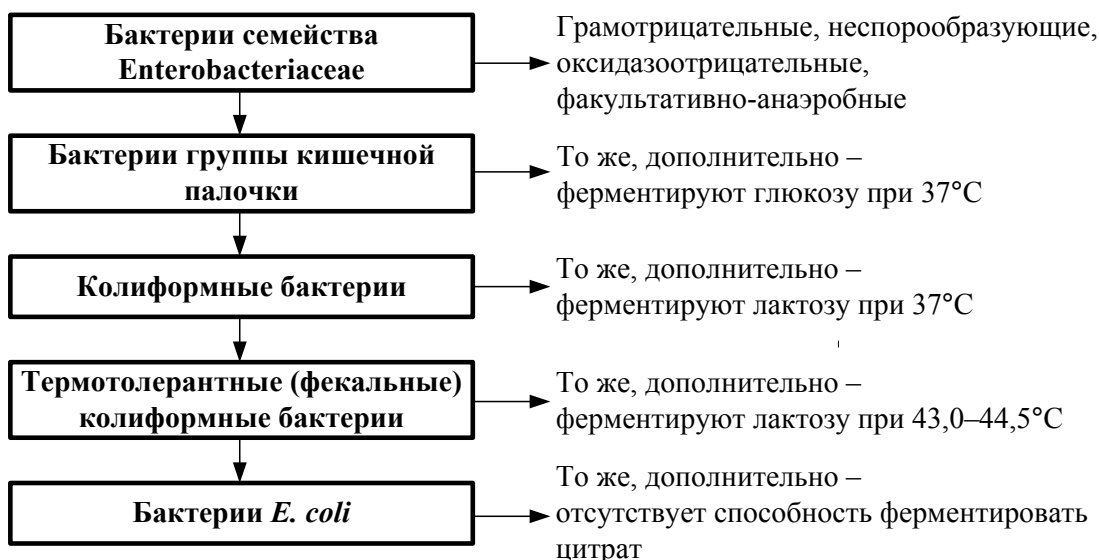 Бактерии семейства
Enterobacteriaceae
Грамотрицательные, неспорообразующие,
оксидазоотрицательные,
факультативно-анаэробные
Бактерии группы кишечной
палочки
То же, дополнительно –
ферментируют глюкозу при 37°С
Колиформные бактерии
То же, дополнительно –
ферментируют лактозу при 37°С
Термотолерантные (фекальные)
колиформные бактерии
То же, дополнительно –
ферментируют лактозу при 43,0–44,5°С
Бактерии E. coli
То же, дополнительно –
отсутствует способность ферментировать
цитрат